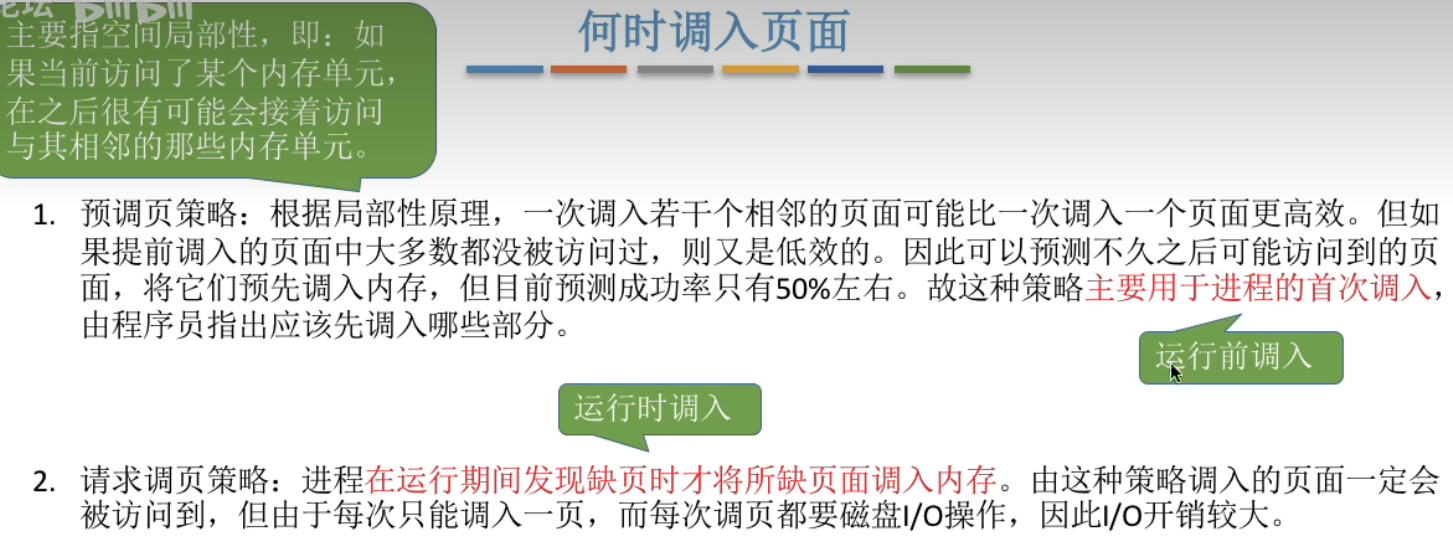 主要指空间局部性，即：如
果当前访问了某个内存单元，
在之后很有可能会接着访问
与其相邻的那些内存单元。
何时调入页面
1. 预调页策略：根据局部性原理，一次调入若干个相邻的页面可能比一次调入一个页面更高效。但如
果提前调入的页面中大多数都没被访问过，则又是低效的。因此可以预测不久之后可能访问到的页
面，将它们预先调入内存，但目前预测成功率只有50%左右。故这种策略主要用于进程的首次调入，
由程序员指出应该先调入哪些部分。
运行前调入
运行时调入
2. 请求调页策略：进程在运行期间发现缺页时才将所缺页面调入内存。由这种策略调入的页面一定会
被访问到，但由于每次只能调入一页，而每次调页都要磁盘I/O操作，因此I/O开销较大。